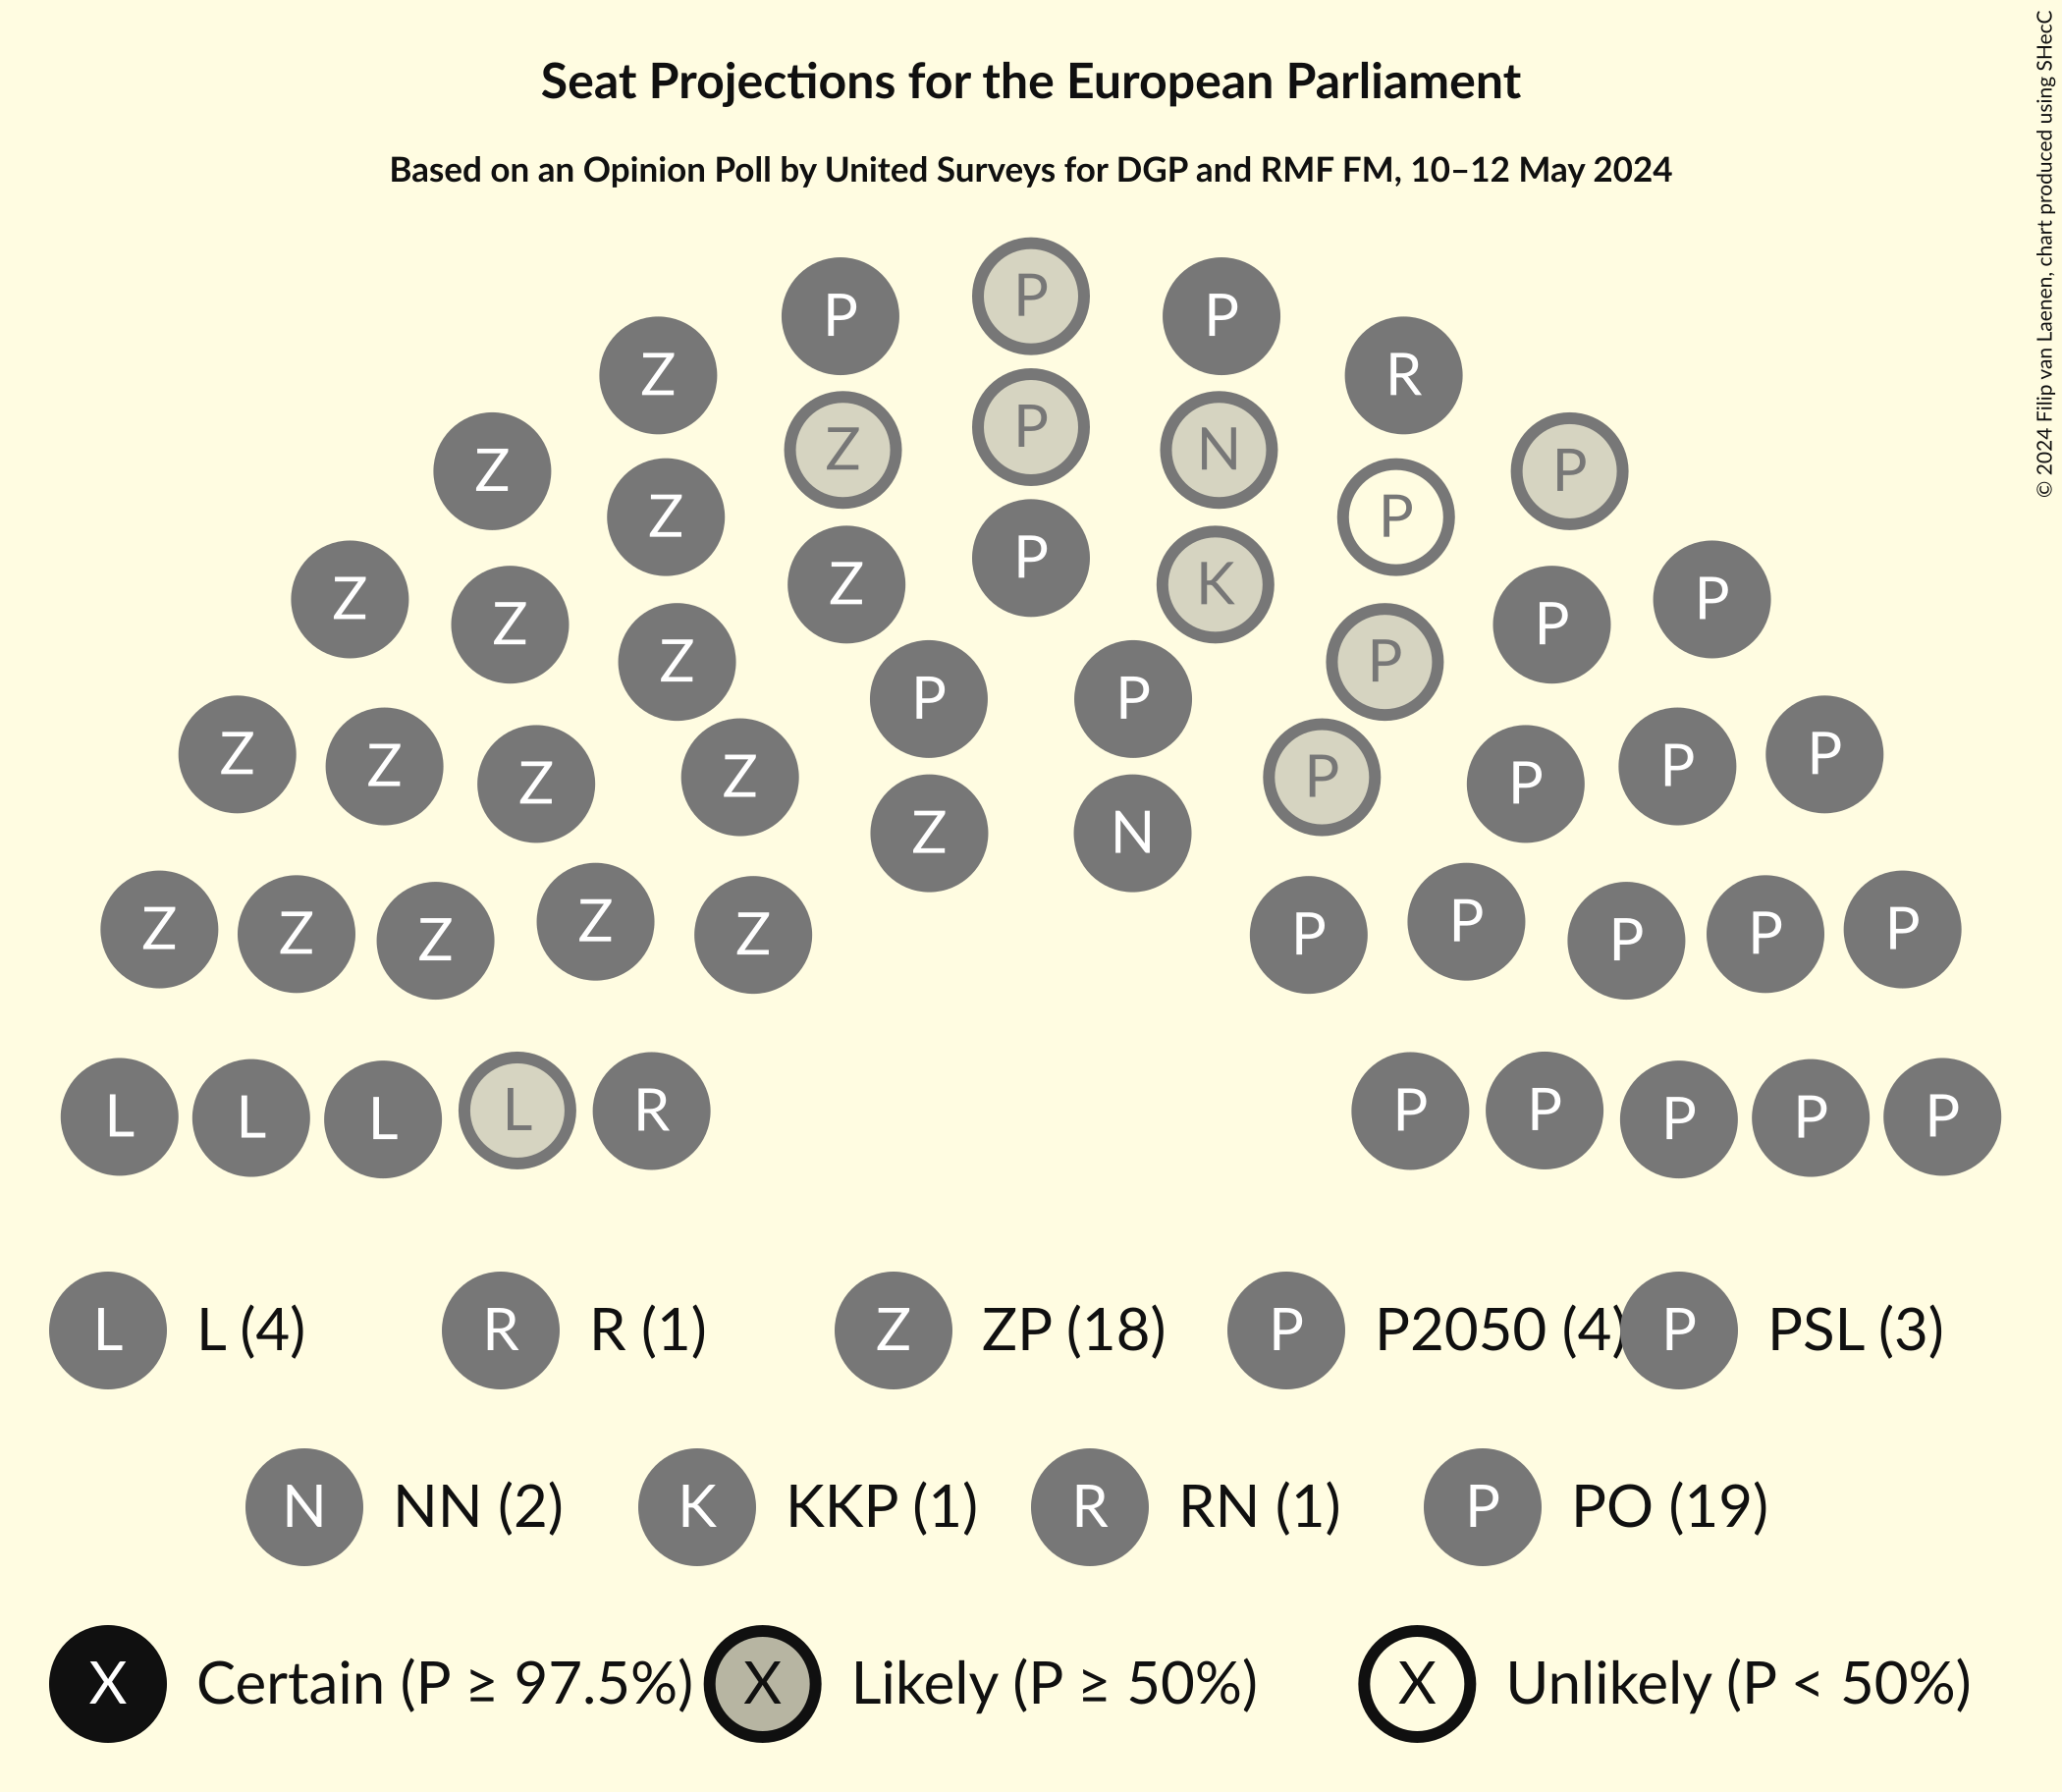 Seat Projections for the European Parliament
Based on an Opinion Poll by United Surveys for DGP and RMF FM, 10–12 May 2024
© 2024 Filip van Laenen, chart produced using SHecC
P
P P
Z R
Z P
Z P N
Z P
P
Z P
Z K
Z P
Z P
Z P
P P
Z P
Z P
Z P
Z P
Z N
Z P
Z P
Z P
Z P
Z P
L R P P
L P
L P
L P
L (4) R (1) ZP (18) P2050 (4) PSL (3)
L R Z P P
NN (2) KKP (1) RN (1) PO (19)
N K R P
X Certain (P ≥ 97.5%) X Likely (P ≥ 50%) X Unlikely (P < 50%)